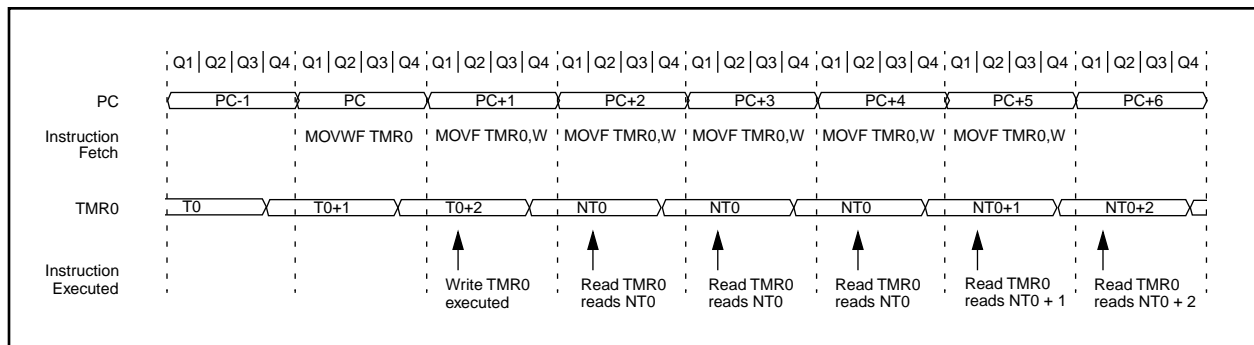 Q1 Q2 Q3 Q4 Q1 Q2 Q3 Q4 Q1 Q2 Q3 Q4 Q1 Q2 Q3 Q4 Q1 Q2 Q3 Q4 Q1 Q2 Q3 Q4 Q1 Q2 Q3 Q4 Q1 Q2 Q3 Q4
PC PC-1 PC PC+1 PC+2 PC+3 PC+4 PC+5 PC+6
Instruction MOVWF TMR0 MOVF TMR0,W MOVF TMR0,W MOVF TMR0,W MOVF TMR0,W MOVF TMR0,W
Fetch
TMR0 T0 T0+1 T0+2 NT0 NT0 NT0 NT0+1 NT0+2
Instruction Write TMR0 Read TMR0 Read TMR0 Read TMR0 Read TMR0 Read TMR0
Executed executed reads NT0 reads NT0 reads NT0 reads NT0 + 1 reads NT0 + 2